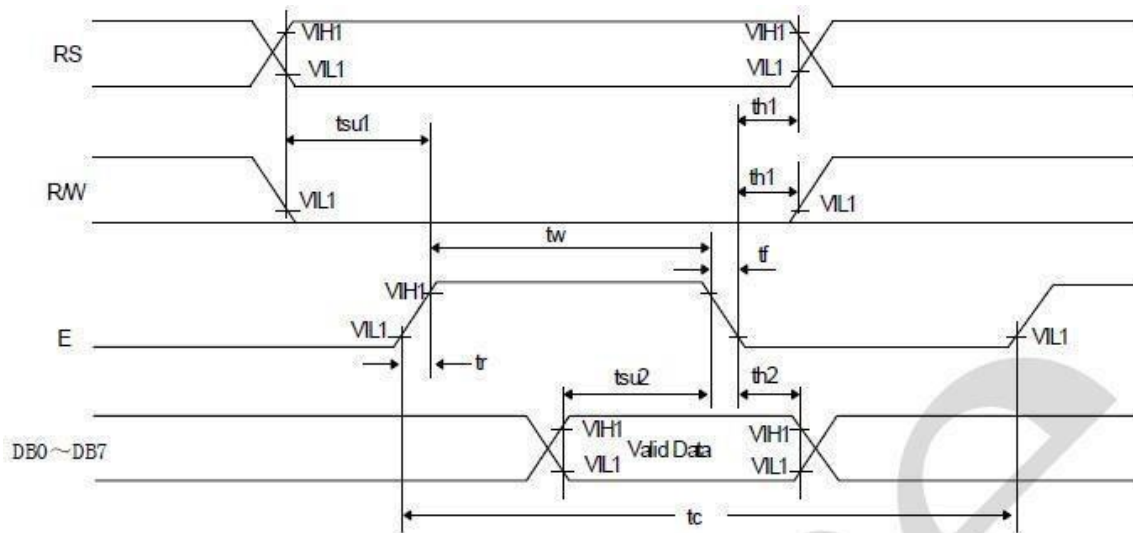 VIH1 VIH1
RS
VIL1 VIL1
tsu1 th1
R/W th1
VIL1 VIL1
tw tf
VIH1
E VIL1 VIL1
tr tsu2 th2
VIH1 Valid Data VIH1
DB0~DB7
VIL1 VIL1
tc